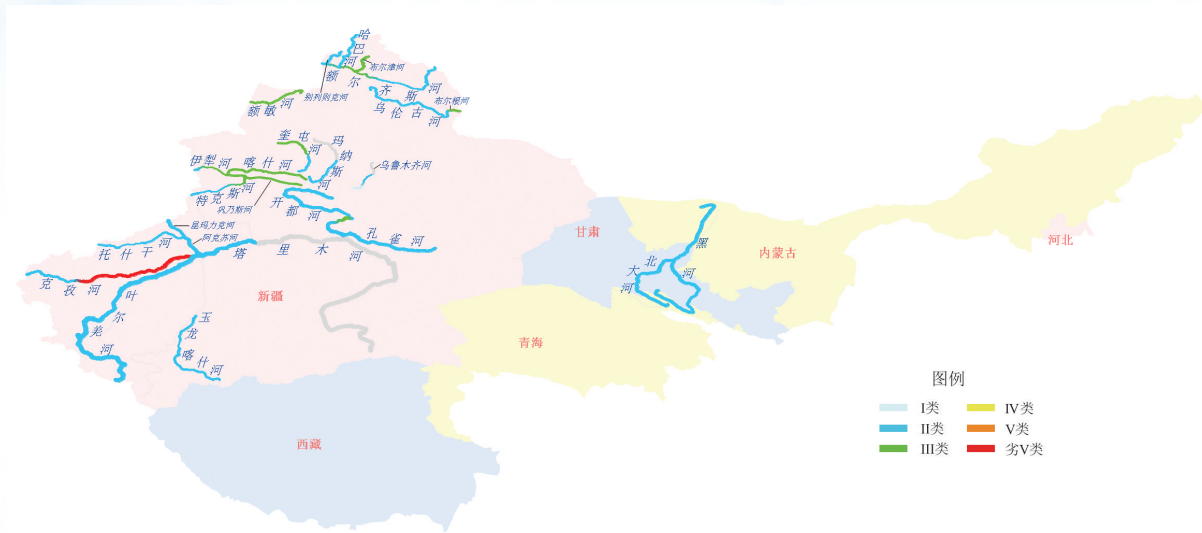 哈巴河
布尔津河
额尔齐斯河
别列则克河
乌伦古河
布尔根河
额敏河
奎屯河
玛纳斯河
乌鲁木齐河
伊犁河
喀什河
特克斯河
巩乃斯河
开都河
孔雀河
昆玛力克河
阿克苏河
托什干河
塔里木河
克孜河
叶尔羌河
玉龙喀什河
黑河
北大河
新疆
甘肃
内蒙古
河北
青海
西藏
图例
I类
IV类
II类
V类
III类
劣V类